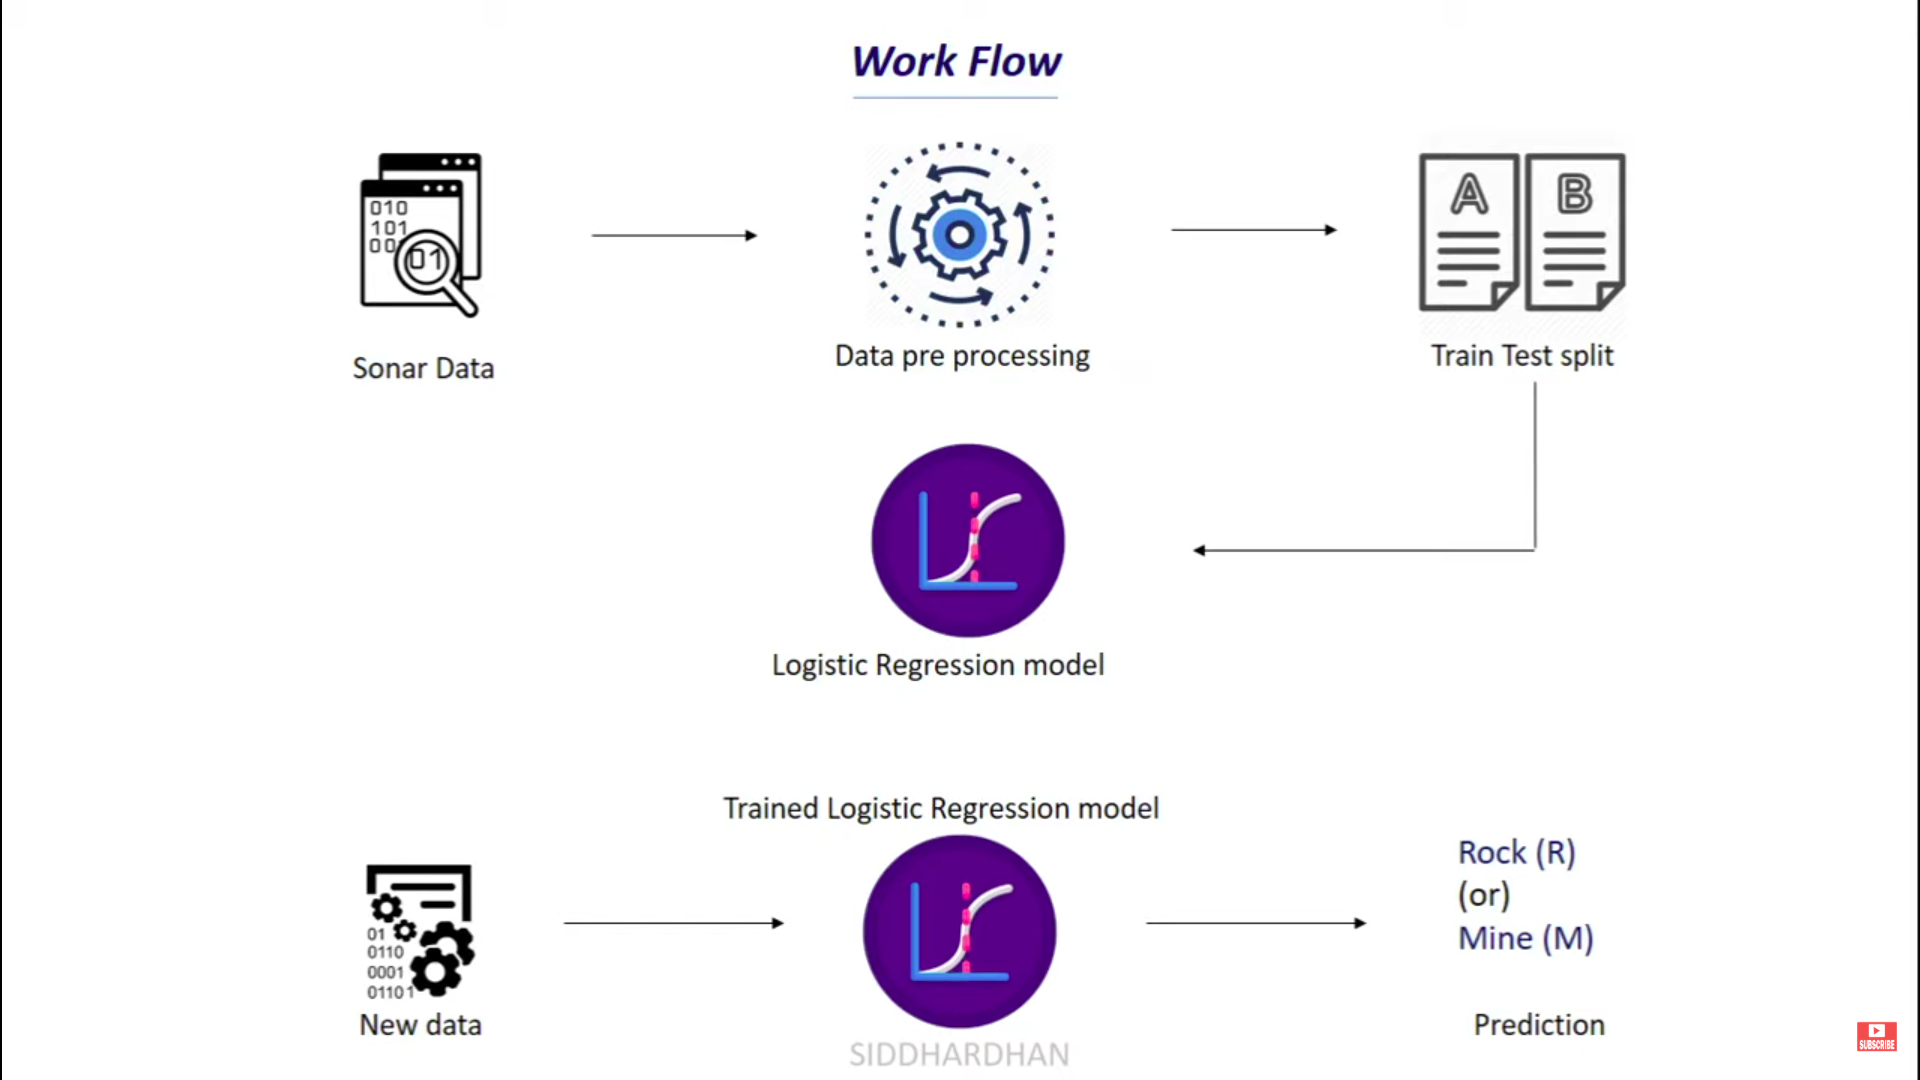 Work Flow
010
101
00
01
A
B
Sonar Data
Data pre processing
Train Test split
Logistic Regression model
Trained Logistic Regression model
Rock (R)
(or)
Mine (M)
01
0110
0001
01101
New data
Prediction
SUBSCRIBE
SIDDHARDHAN